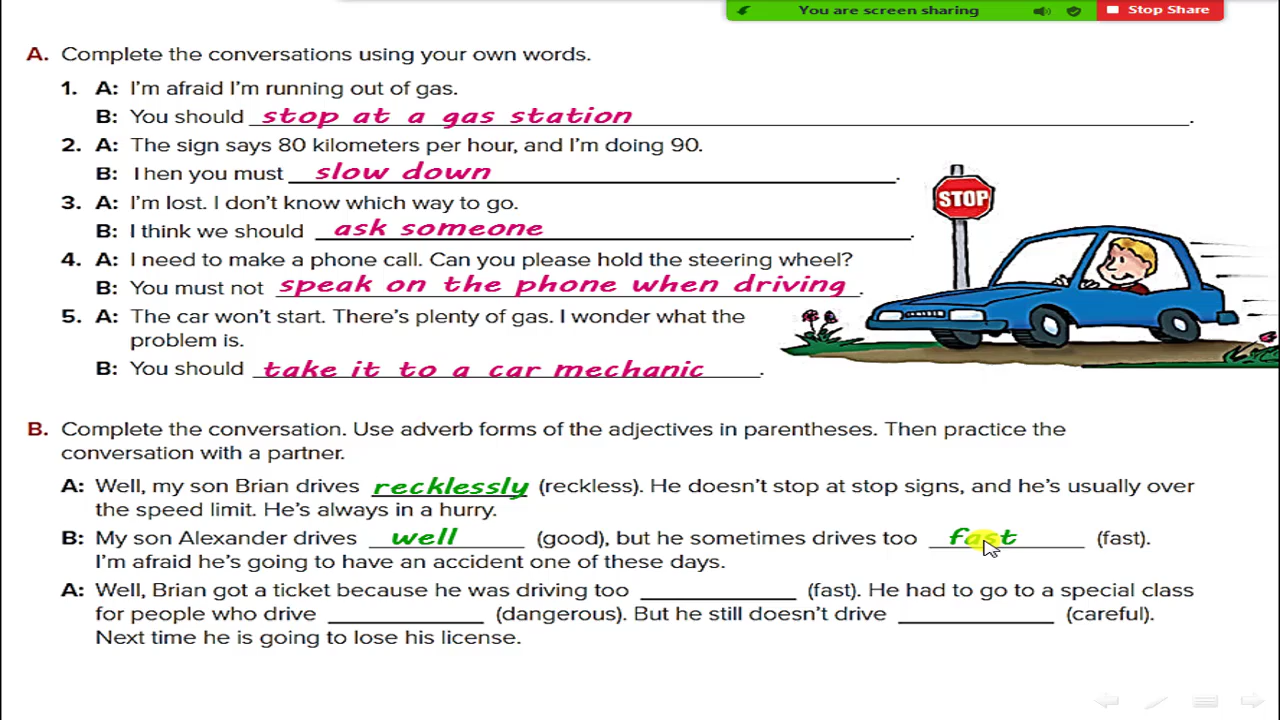 You are screen sharing
Stop Share
A. Complete the conversations using your own words.
1. A: I'm afraid I'm running out of gas.
B: You should stop at a gas station.
2. A: The sign says 80 kilometers per hour, and I'm doing 90.
B: Then you must slow down.
3. A: I'm lost. I don't know which way to go.
B: I think we should ask someone.
4. A: I need to make a phone call. Can you please hold the steering wheel?
B: You must not speak on the phone when driving.
5. A: The car won't start. There's plenty of gas. I wonder what the
problem is.
B: You should take it to a car mechanic.
STOP
B. Complete the conversation. Use adverb forms of the adjectives in parentheses. Then practice the
conversation with a partner.
A: Well, my son Brian drives recklessly (reckless). He doesn't stop at stop signs, and he's usually over
the speed limit. He's always in a hurry.
B: My son Alexander drives well (good), but he sometimes drives too fast (fast).
I'm afraid he's going to have an accident one of these days.
A: Well, Brian got a ticket because he was driving too ____________ (fast). He had to go to a special class
for people who drive ____________ (dangerous). But he still doesn't drive ____________ (careful).
Next time he is going to lose his license.